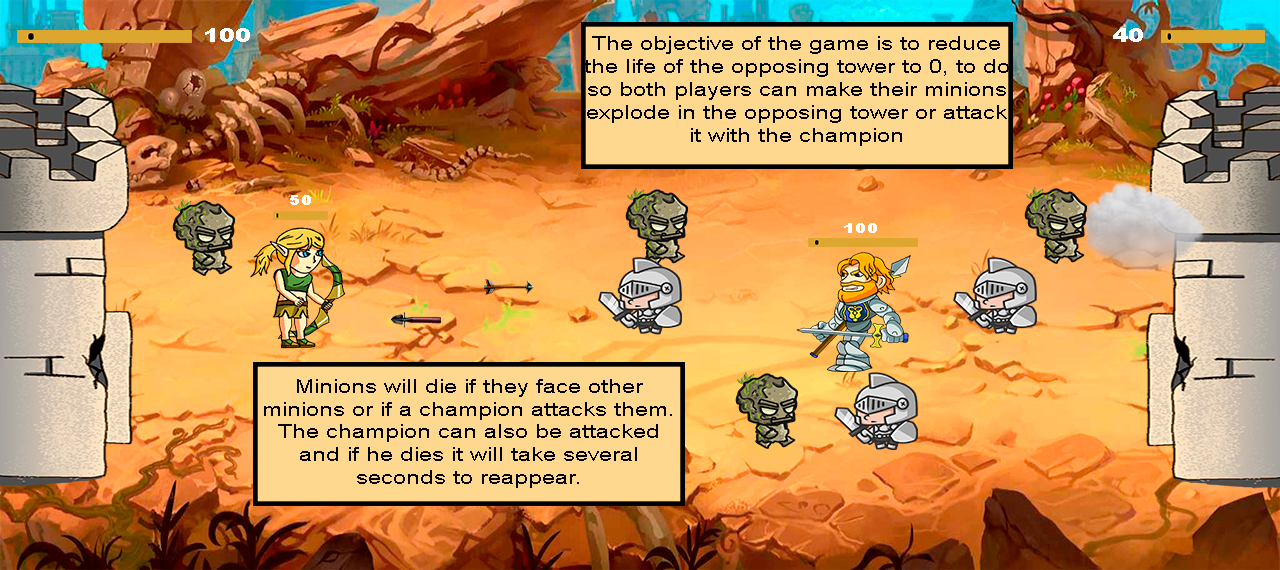 100
40
The objective of the game is to reduce
the life of the opposing tower to 0, to do
so both players can make their minions
explode in the opposing tower or attack
it with the champion
50
100
Minions will die if they face other
minions or if a champion attacks them.
The champion can also be attacked
and if he dies it will take several
seconds to reappear.